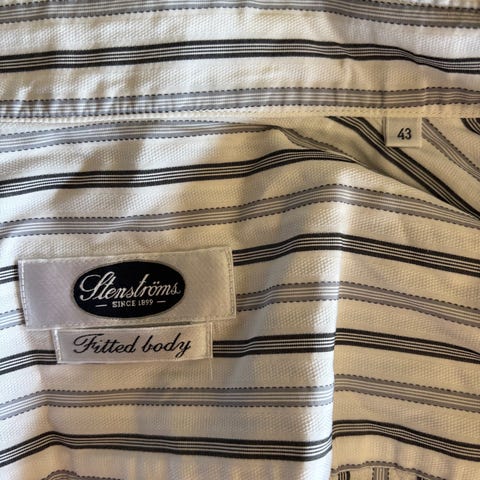 43
Stenströms
SINCE 1899
Fitted body